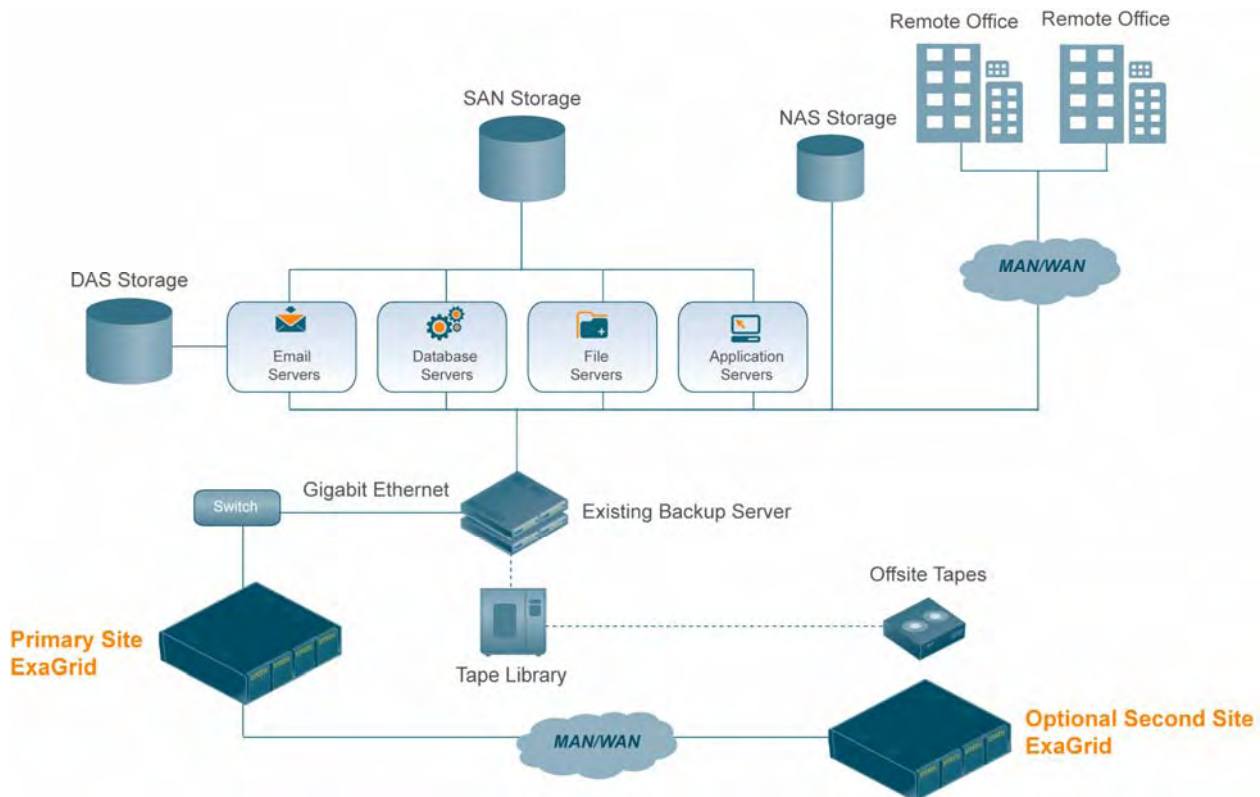 Remote Office
Remote Office
SAN Storage
NAS Storage
MAN/WAN
DAS Storage
Email
Servers
Database
Servers
File
Servers
Application
Servers
Gigabit Ethernet
Switch
Existing Backup Server
Offsite Tapes
Primary Site
ExaGrid
Tape Library
Optional Second Site
ExaGrid
MAN/WAN